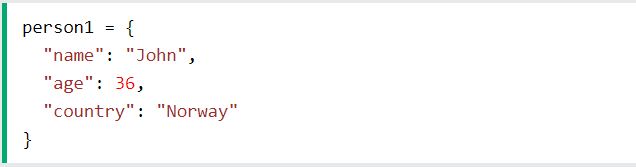 person1 = {
  "name": "John",
  "age": 36,
  "country": "Norway"
}